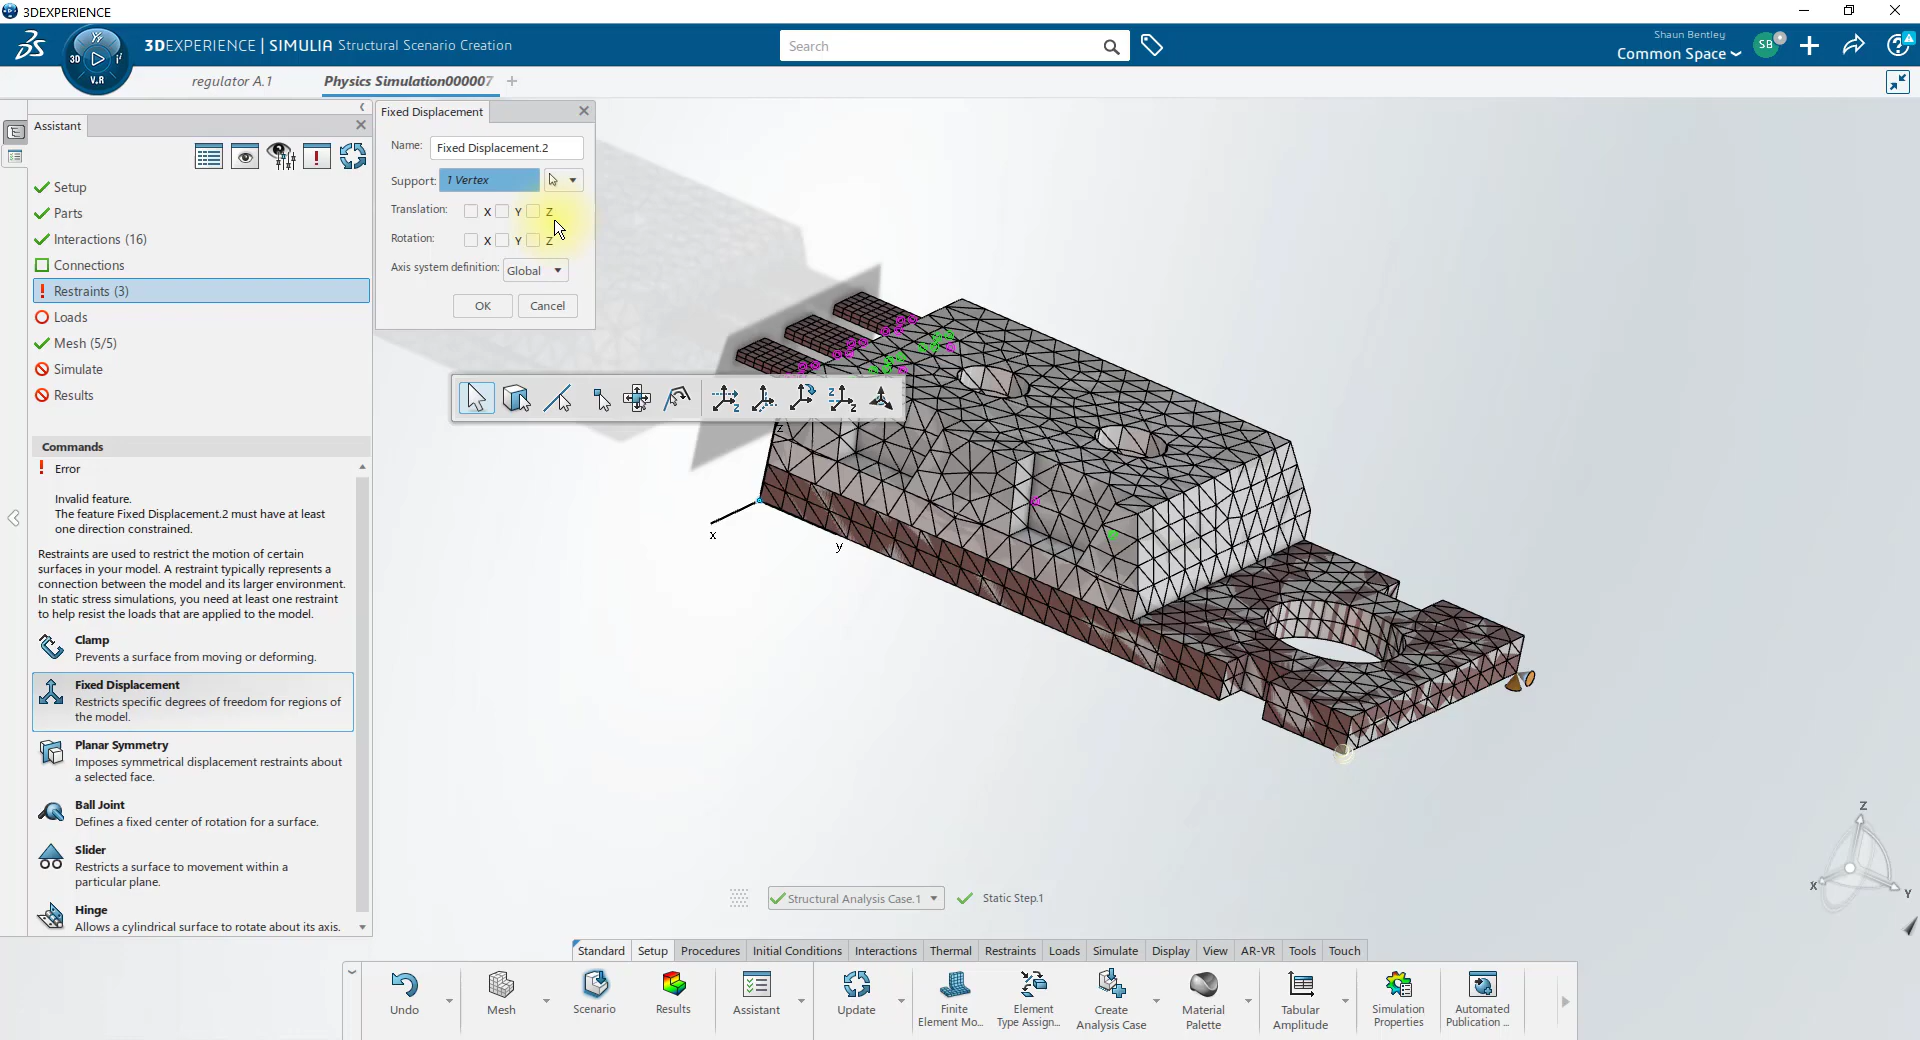 3DEXPERIENCE
3DEXPERIENCE | SIMULIA Structural Scenario Creation
3D
V.R
Search
Shaun Bentley
Common Space
SB
regulator A.1
Physics Simulation000007
Assistant
Setup
Parts
Interactions (16)
Connections
Restraints (3)
Loads
Mesh (5/5)
Simulate
Results
Commands
Error
Invalid feature.
The feature Fixed Displacement.2 must have at least
one direction constrained.
Restraints are used to restrict the motion of certain
surfaces in your model. A restraint typically represents a
connection between the model and its larger environment.
In static stress simulations, you need at least one restraint
to help resist the loads that are applied to the model.
Clamp
Prevents a surface from moving or deforming.
Fixed Displacement
Restricts specific degrees of freedom for regions of
the model.
Planar Symmetry
Imposes symmetrical displacement restraints about
a selected face.
Ball Joint
Defines a fixed center of rotation for a surface.
Slider
Restricts a surface to movement within a
particular plane.
Hinge
Allows a cylindrical surface to rotate about its axis.
Fixed Displacement
Name: Fixed Displacement.2
Support: 1 Vertex
Translation: X Y Z
Rotation: X Y Z
Axis system definition: Global
OK Cancel
z
x
y
Z
X
Y
Structural Analysis Case.1
Static Step.1
Standard Setup Procedures Initial Conditions Interactions Thermal Restraints Loads Simulate Display View AR-VR Tools Touch
Undo
Mesh
Scenario
Results
Assistant
Update
Finite
Element Mo...
Element
Type Assign...
Create
Analysis Case
Material
Palette
Tabular
Amplitude
Simulation
Properties
Automated
Publication ...